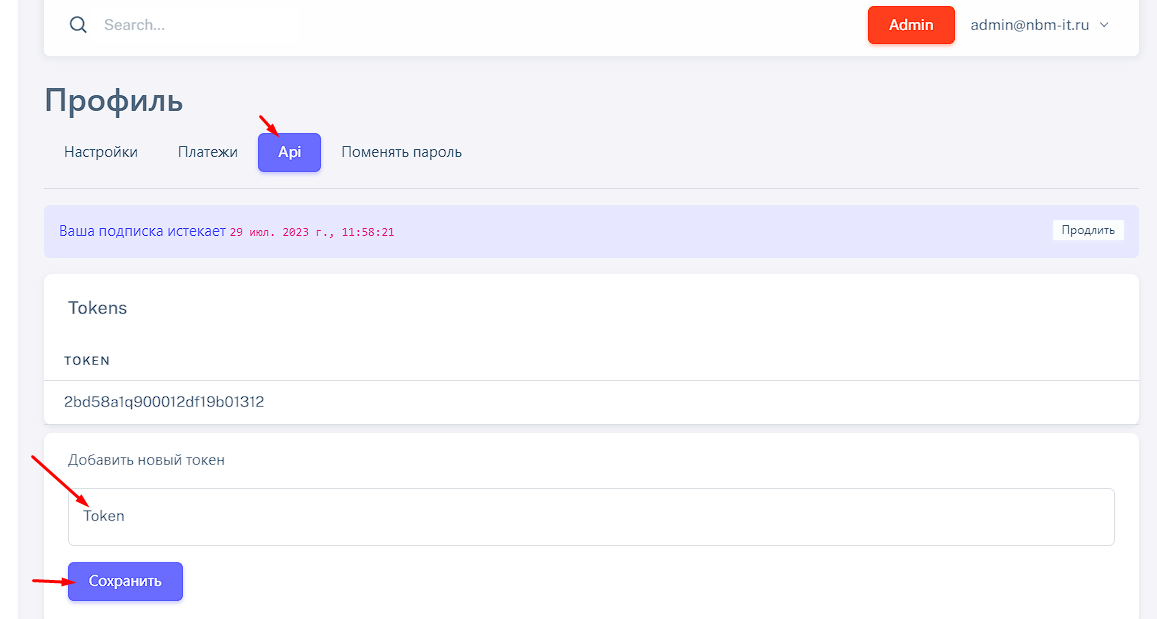 Search...
Admin admin@nbm-it.ru
Профиль
Настройки Платежи Api Поменять пароль
Ваша подписка истекает 29 июл. 2023 г., 11:58:21 Продлить
Tokens
TOKEN
2bd58a1q900012df19b01312
Добавить новый токен
Token
Сохранить